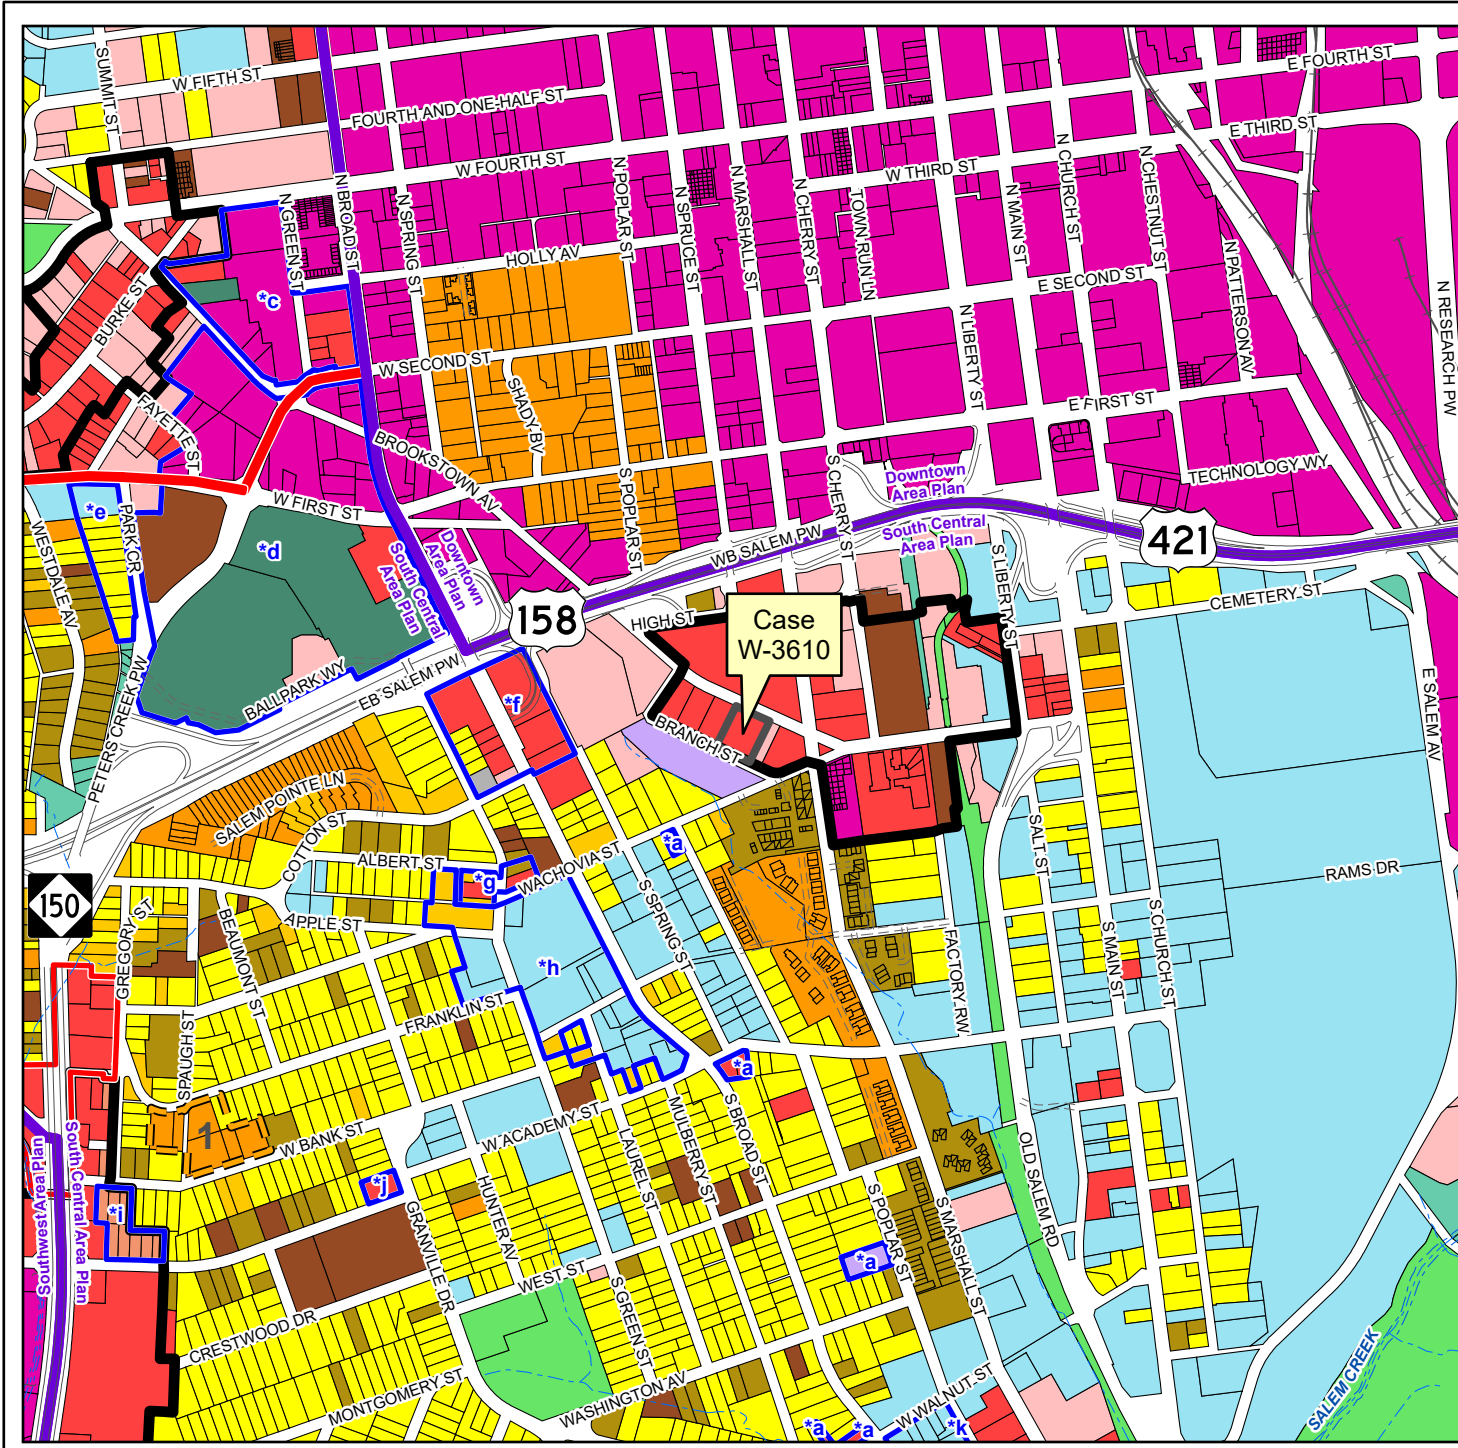 SUMMIT ST
W FIFTH ST
FOURTH AND ONE-HALF ST
E FOURTH ST
E THIRD ST
W FOURTH ST
W THIRD ST
N GREEN ST
N BROAD ST
N SPRING ST
N POPLAR ST
N SPRUCE ST
N MARSHALL ST
N CHERRY ST
TOWN RUN LN
N MAIN ST
N CHURCH ST
N CHESTNUT ST
N PATTERSON AV
N RESEARCH PW
HOLLY AV
E SECOND ST
BURKE ST
*c
N LIBERTY ST
W SECOND ST
SHADY BV
E FIRST ST
FAYETTE ST
BROOKSTOWN AV
S POPLAR ST
S CHERRY ST
TECHNOLOGY WY
Downtown
Area Plan
South Central
Area Plan
W FIRST ST
*e
PARK CR
*d
WESTDALE AV
WB SALEM PW
421
Downtown
Area Plan
South Central
Area Plan
S LIBERTY ST
158
HIGH ST
Case
W-3610
CEMETERY ST
E SALEM AV
BALLPARK WY
EB SALEM PW
PETERS CREEK PW
*f
BRANCH ST
SALEM POINTE LN
COTTON ST
ALBERT ST
WACHOVIA ST
*a
*g
SALT ST
RAMS DR
150
GREGORY ST
BEAUMONT ST
APPLE ST
S SPRING ST
*h
FACTORY RW
S MAIN ST
S CHURCH ST
FRANKLIN ST
SPAUGH ST
*a
1
W BANK ST
W ACADEMY ST
MULBERRY ST
S BROAD ST
LAUREL ST
OLD SALEM RD
Southwest Area Plan
South Central Area Plan
*j
*i
HUNTER AV
GRANVILLE DR
S POPLAR ST
S MARSHALL ST
*a
WEST ST
S GREEN ST
CRESTWOOD DR
MONTGOMERY ST
WASHINGTON AV
W WALNUT ST
SALEM CREEK
*a
*a
*k